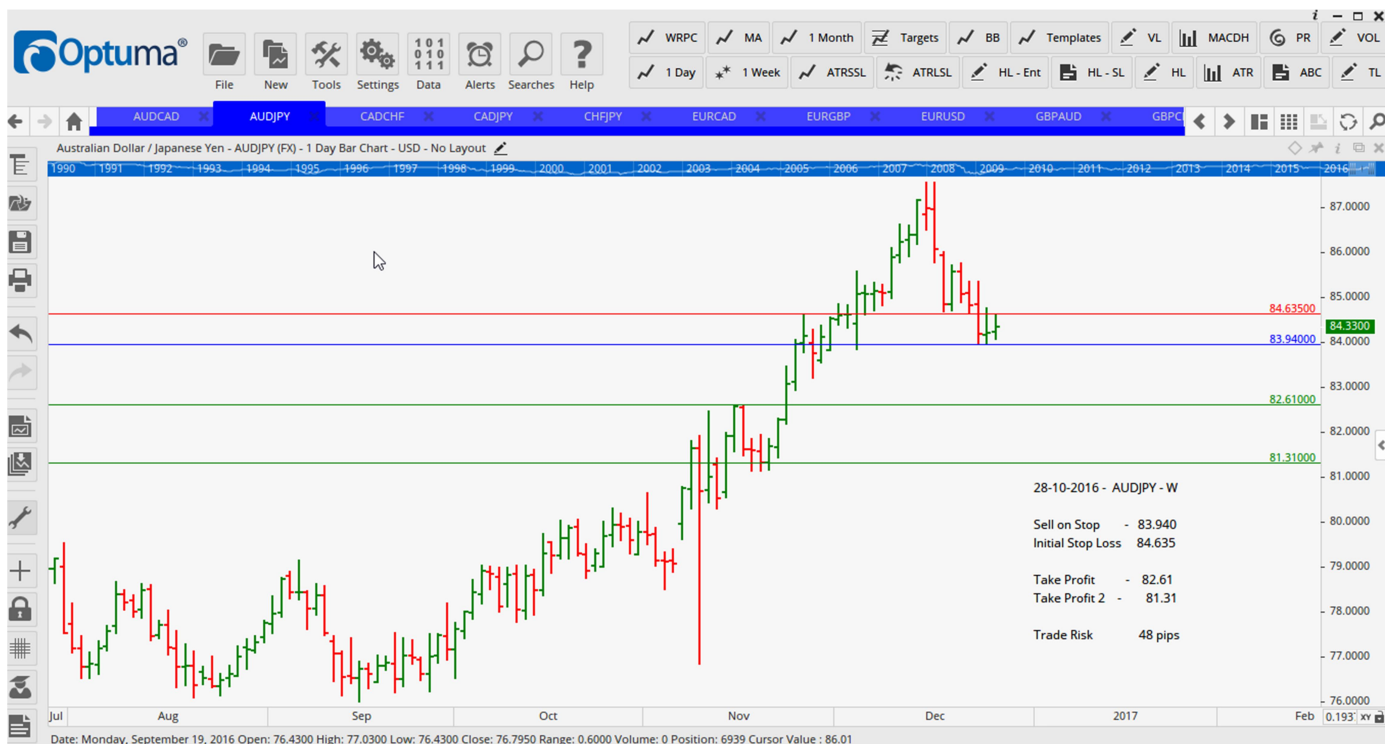 i
Optuma®
File New Tools Settings Data Alerts Searches Help
101
010
111
WRPC MA 1 Month Targets BB Templates VL MACDH PR VOL
1 Day 1 Week ATRSSL ATRLSL HL - Ent HL - SL HL ATR ABC TL
AUDCAD AUDJPY CADCHF CADJPY CHFJPY EURCAD EURGBP EURUSD GBPAUD
Australian Dollar / Japanese Yen - AUDJPY (FX) - 1 Day Bar Chart - USD - No Layout
1990 1991 1992 1993 1994 1995 1996 1997 1998 1999 2000 2001 2002 2003 2004 2005 2006 2007 2008 2009 2010 2011 2012 2013 2014 2015 2016
87.0000
86.0000
85.0000
84.63500
84.3300
84.0000
83.94000
83.0000
82.61000
82.0000
81.31000
81.0000
28-10-2016 - AUDJPY - W
80.0000
Sell on Stop - 83.940
Initial Stop Loss 84.635
79.0000
Take Profit - 82.61
Take Profit 2 - 81.31
78.0000
Trade Risk 48 pips
77.0000
76.0000
Jul Aug Sep Oct Nov Dec 2017 Feb XY
Date: Monday, September 19, 2016 Open: 76.4300 High: 77.0300 Low: 76.4300 Close: 76.7950 Range: 0.6000 Volume: 0 Position: 6939 Cursor Value : 86.01